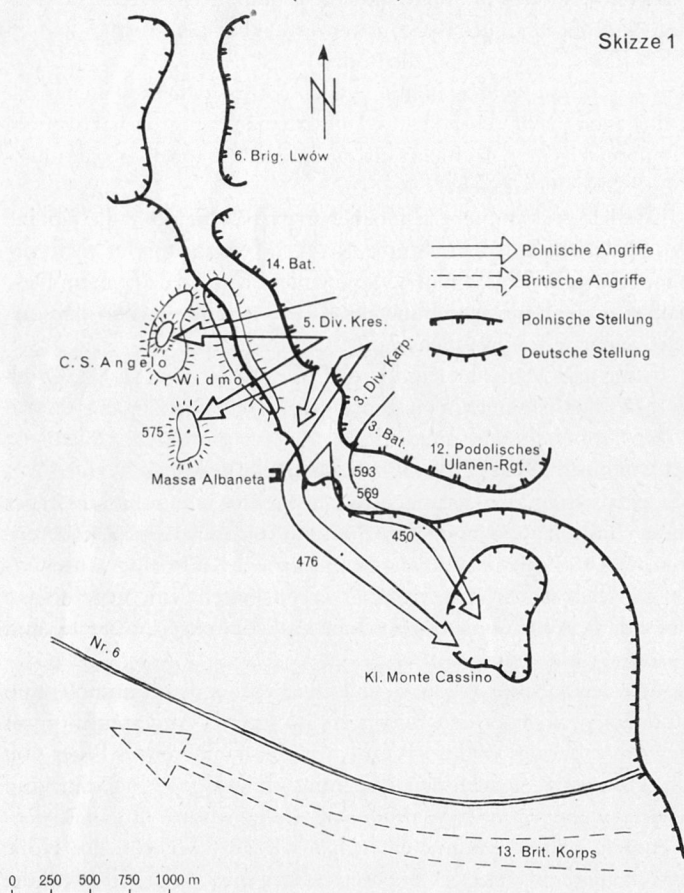 Skizze 1
N
6. Brig. Lwów
14. Bat.
Polnische Angriffe
Britische Angriffe
5. Div. Kres.
Polnische Stellung
Deutsche Stellung
C. S. Angelo
Widmo
3. Div. Karp.
575
3. Bat.
12. Podolisches
Ulanen-Rgt.
Massa Albaneta
593
569
450
476
Kl. Monte Cassino
Nr. 6
13. Brit. Korps
0 250 500 750 1000 m